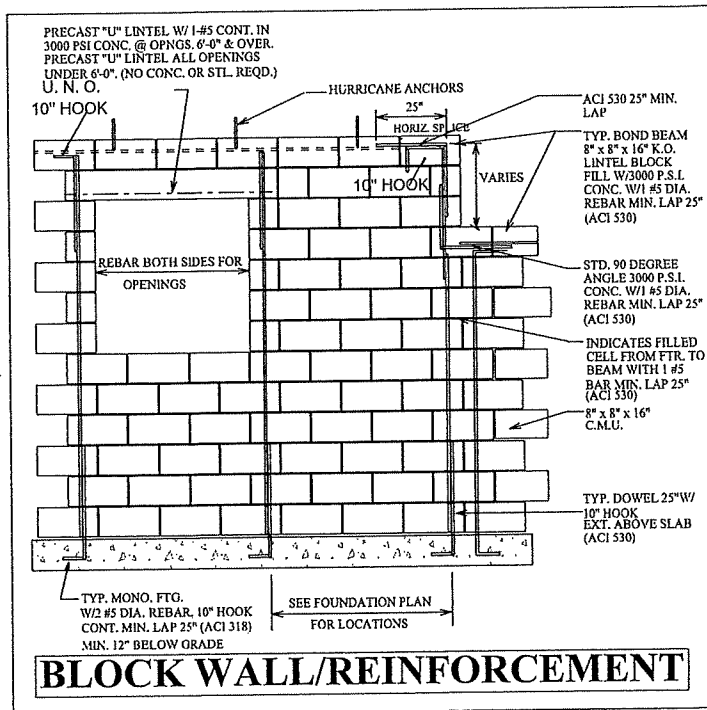 PRECAST "U" LINTEL W/ 1-#5 CONT. IN
3000 PSI CONC. @ OPNGS. 6'-0" & OVER.
PRECAST "U" LINTEL ALL OPENINGS
UNDER 6'-0". (NO CONC. OR STL. REQD.)
U. N. O.
10" HOOK
HURRICANE ANCHORS
25"
HORIZ. SPLICE
10" HOOK
VARIES
ACI 530 25" MIN.
LAP
TYP. BOND BEAM
8" x 8" x 16" K.O.
LINTEL BLOCK
FILL W/3000 P.S.I.
CONC. W/1 #5 DIA.
REBAR MIN. LAP 25"
(ACI 530)
REBAR BOTH SIDES FOR
OPENINGS
STD. 90 DEGREE
ANGLE 3000 P.S.I.
CONC. W/1 #5 DIA.
REBAR MIN. LAP 25"
(ACI 530)
INDICATES FILLED
CELL FROM FTR. TO
BEAM WITH 1 #5
BAR MIN. LAP 25"
(ACI 530)
8" x 8" x 16"
C.M.U.
TYP. DOWEL 25"W/
10" HOOK
EXT. ABOVE SLAB
(ACI 530)
TYP. MONO. FTG.
W/2 #5 DIA. REBAR, 10" HOOK
CONT. MIN. LAP 25" (ACI 318)
MIN. 12" BELOW GRADE
SEE FOUNDATION PLAN
FOR LOCATIONS
BLOCK WALL/REINFORCEMENT